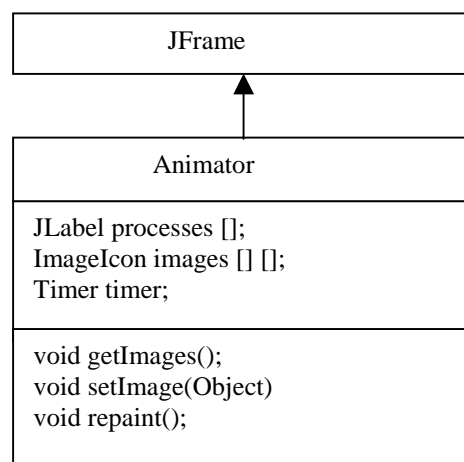 JFrame
Animator
JLabel processes [];
ImageIcon images [] [];
Timer timer;
void getImages();
void setImage(Object)
void repaint();